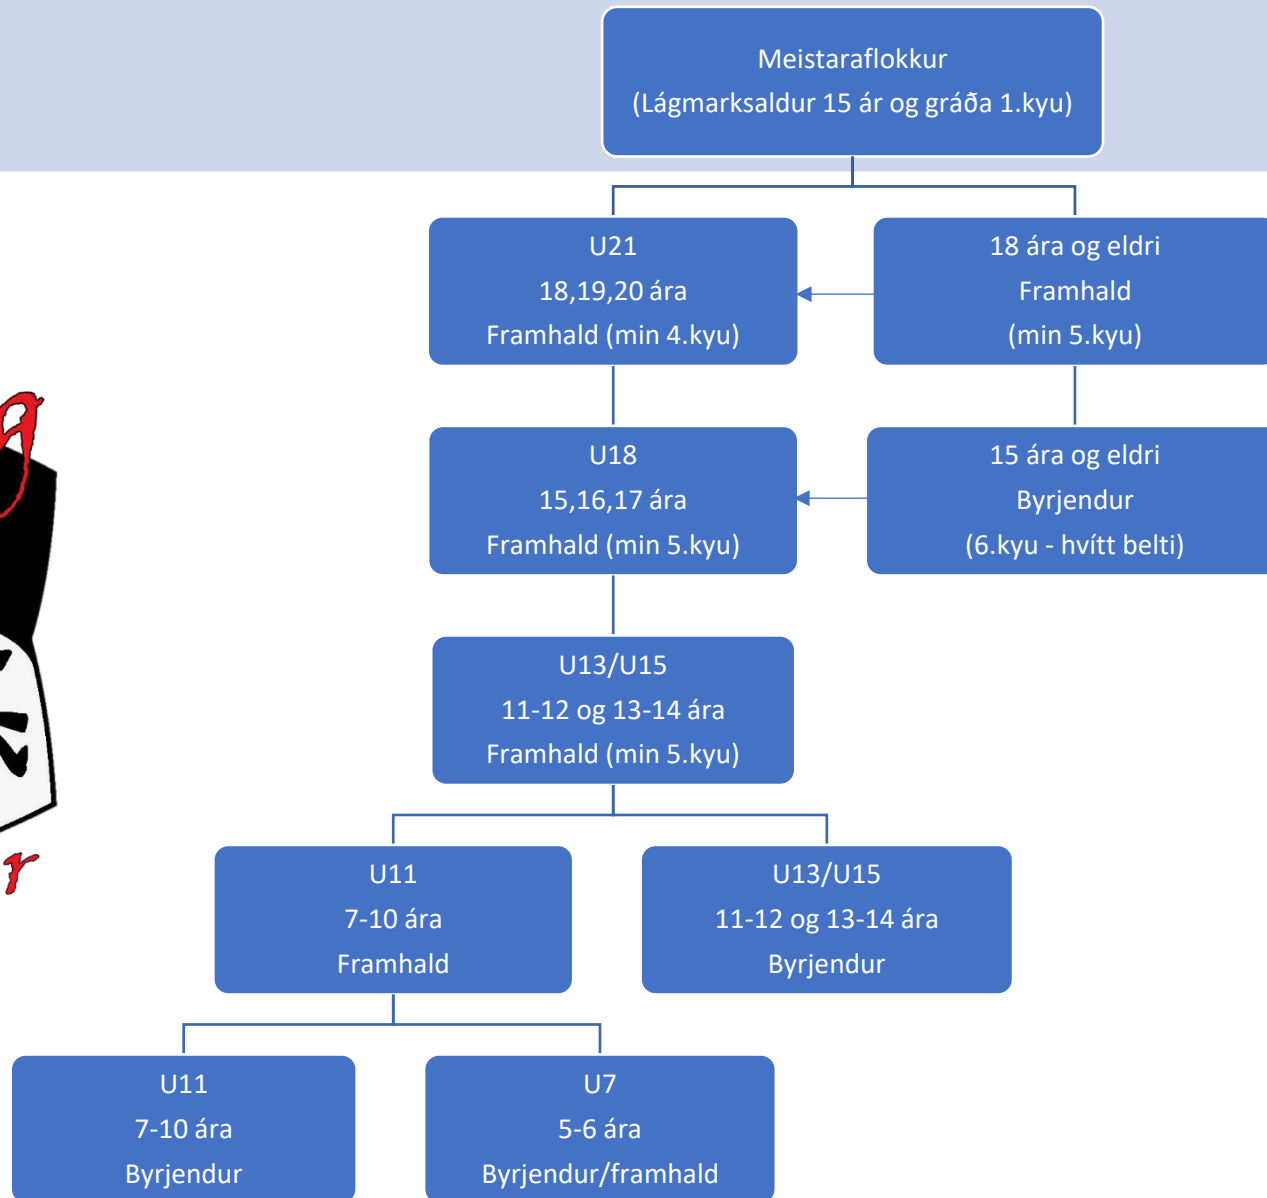 Meistaraflokkur
(Lágmarksaldur 15 ár og gráða 1.kyu)
U21
18,19,20 ára
Framhald (min 4.kyu)
18 ára og eldri
Framhald
(min 5.kyu)
U18
15,16,17 ára
Framhald (min 5.kyu)
15 ára og eldri
Byrjendur
(6.kyu - hvítt belti)
U13/U15
11-12 og 13-14 ára
Framhald (min 5.kyu)
U11
7-10 ára
Framhald
U13/U15
11-12 og 13-14 ára
Byrjendur
U11
7-10 ára
Byrjendur
U7
5-6 ára
Byrjendur/framhald